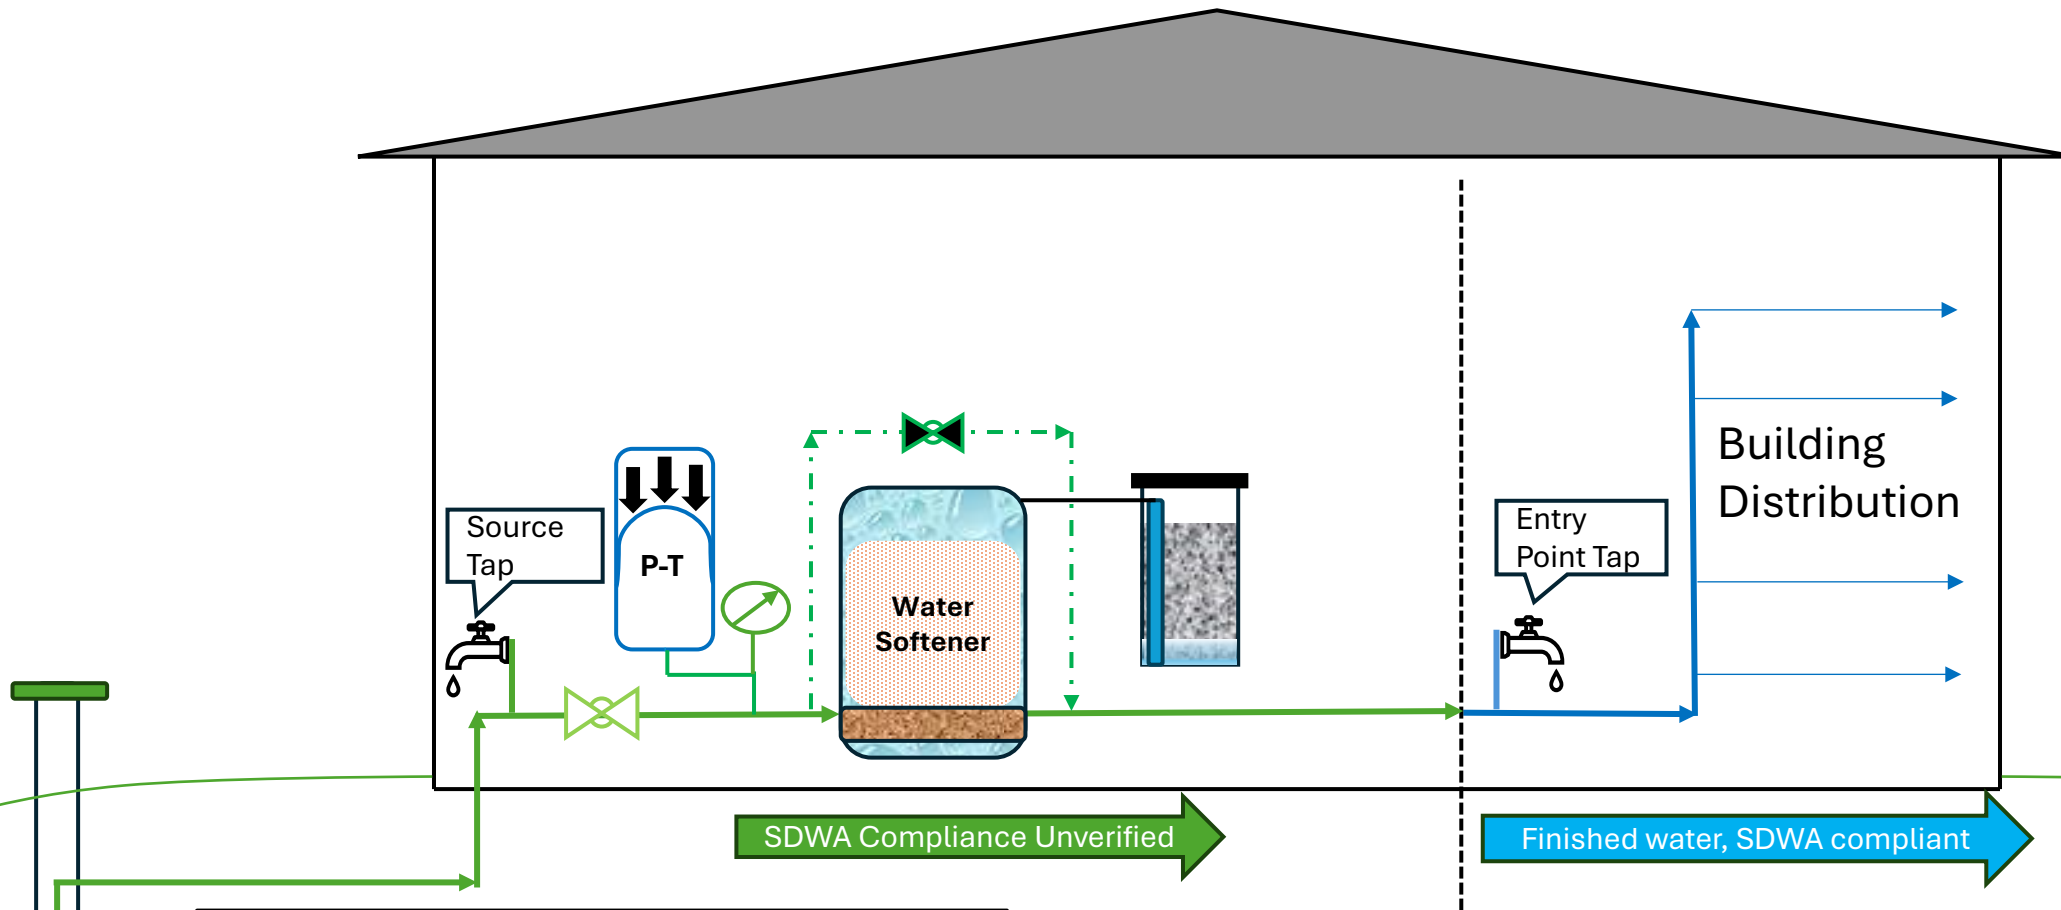 Source
Tap
P-T
Water
Softener
Entry
Point Tap
Building
Distribution
SDWA Compliance Unverified
Finished water, SDWA compliant